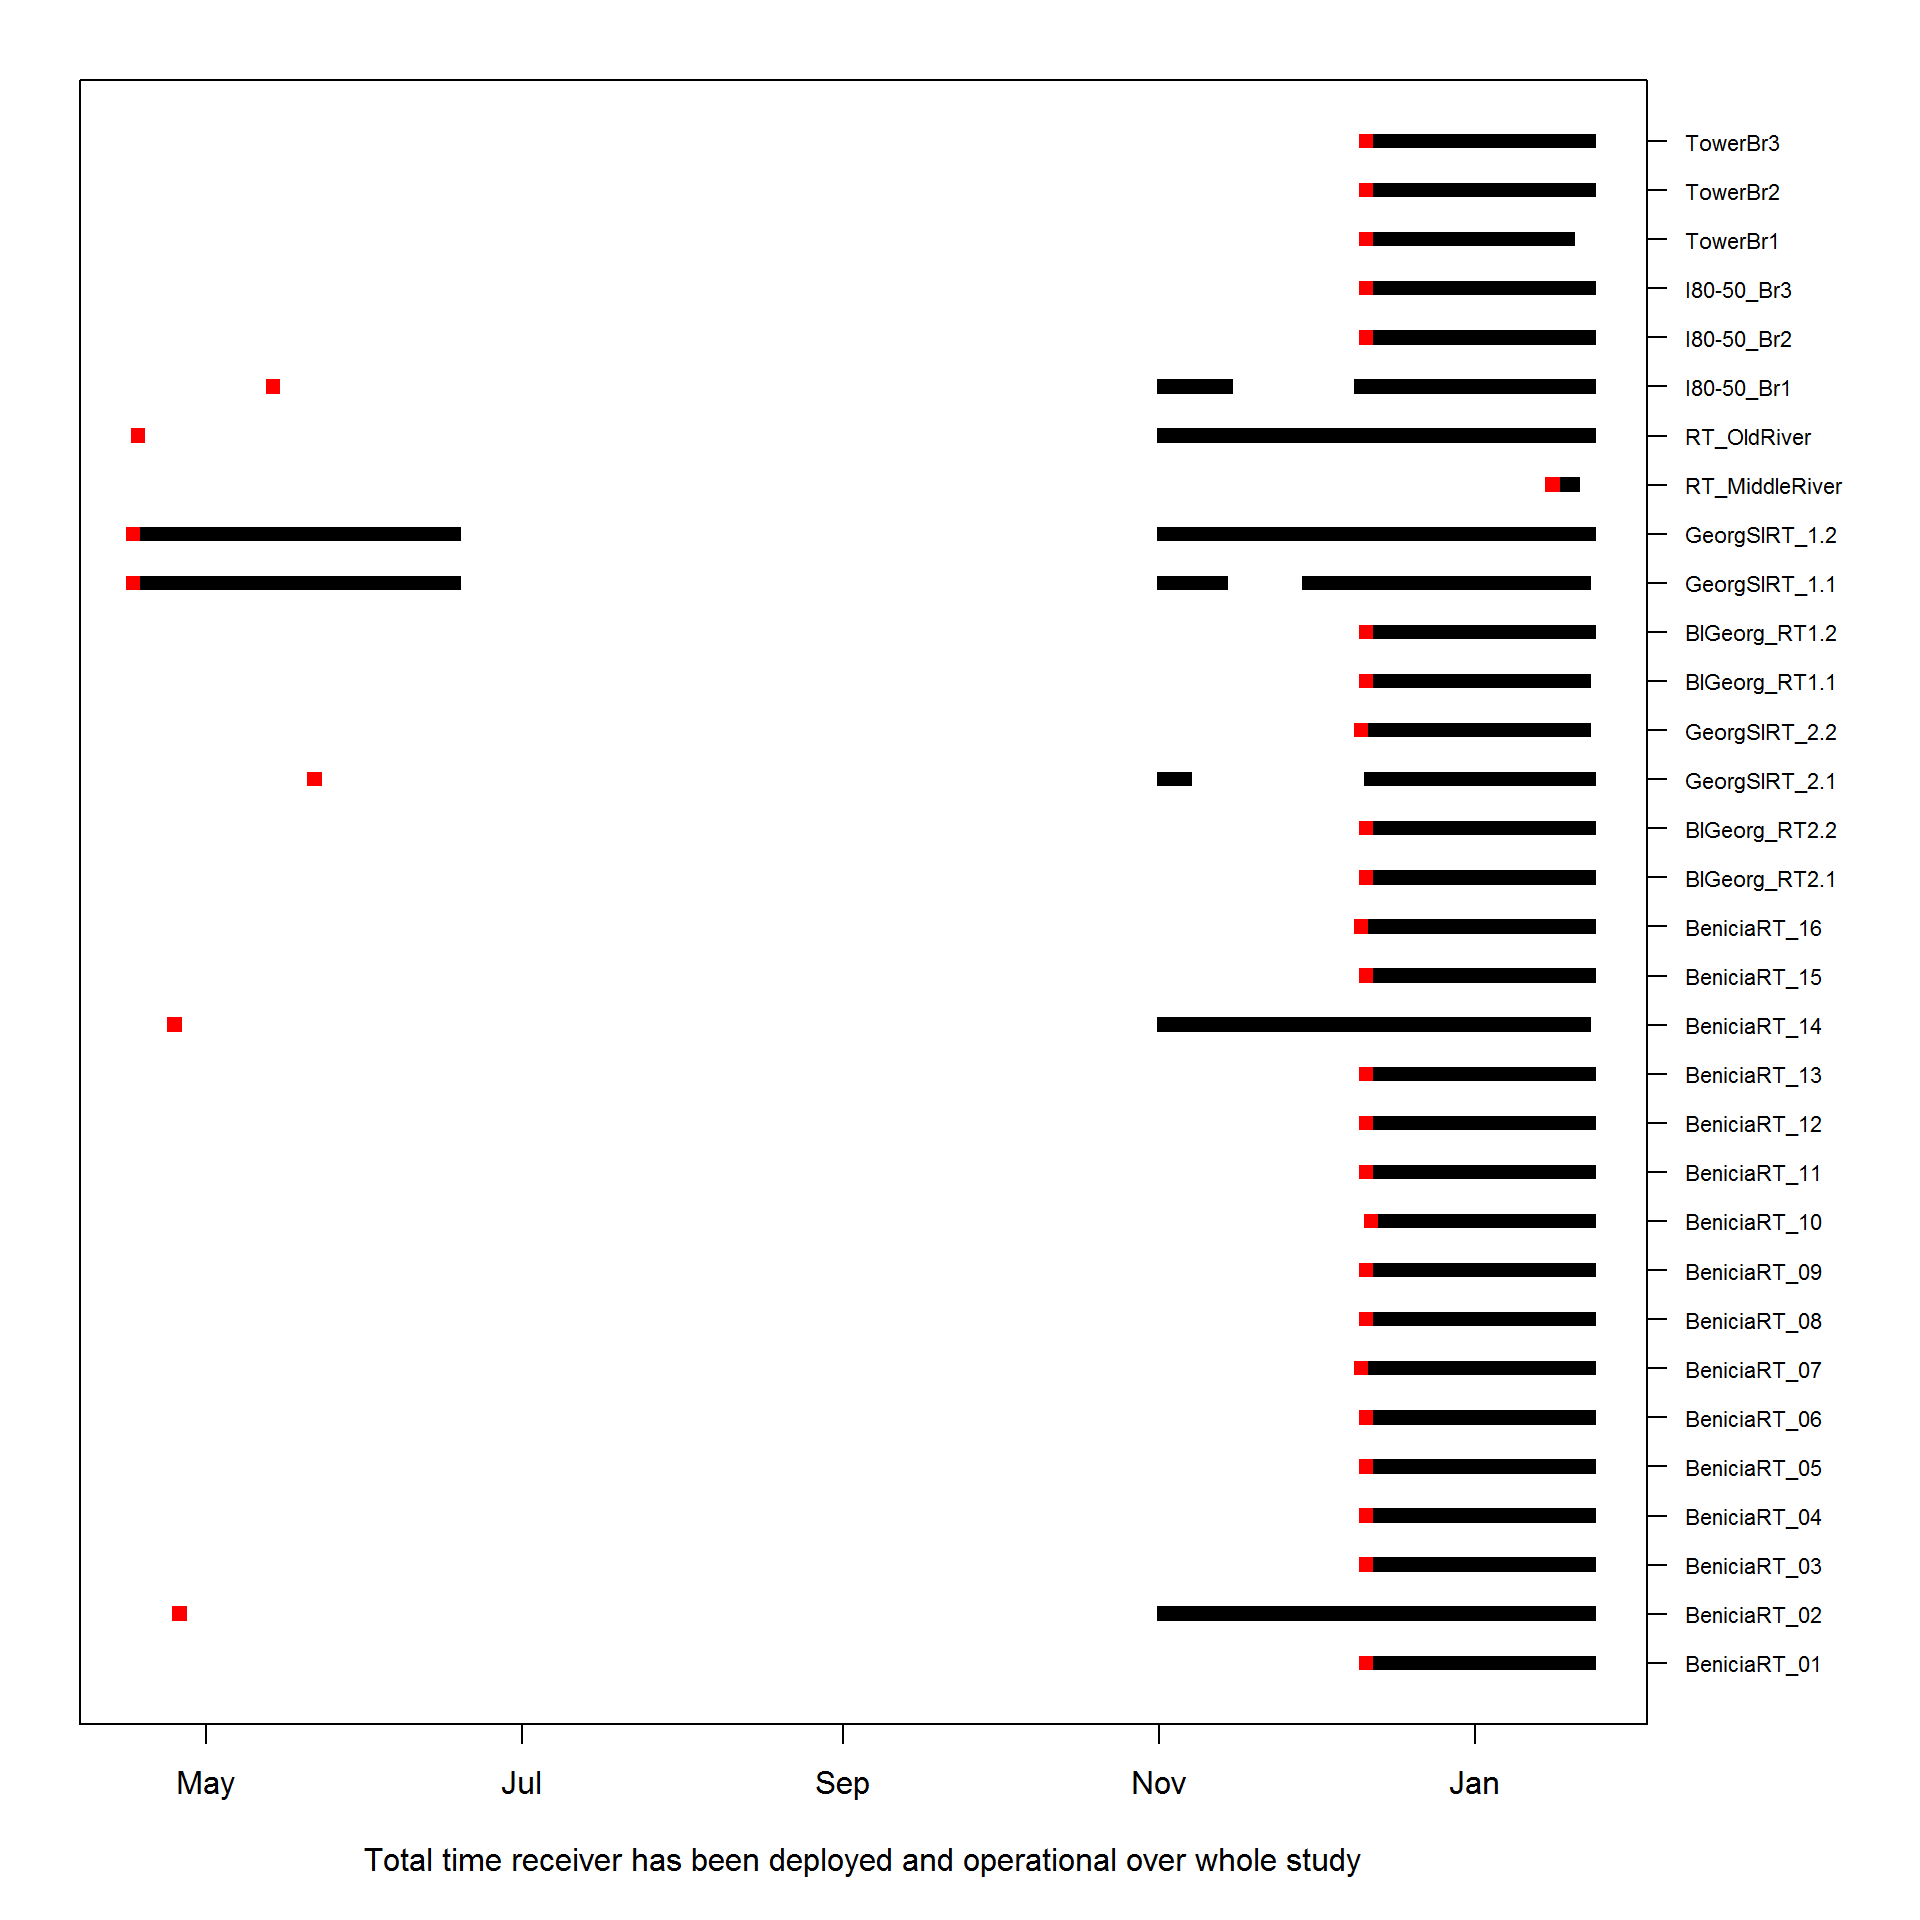 TowerBr3
TowerBr2
TowerBr1
I80-50_Br3
I80-50_Br2
I80-50_Br1
RT_OldRiver
RT_MiddleRiver
GeorgSlRT_1.2
GeorgSlRT_1.1
BlGeorg_RT1.2
BlGeorg_RT1.1
GeorgSlRT_2.2
GeorgSlRT_2.1
BlGeorg_RT2.2
BlGeorg_RT2.1
BeniciaRT_16
BeniciaRT_15
BeniciaRT_14
BeniciaRT_13
BeniciaRT_12
BeniciaRT_11
BeniciaRT_10
BeniciaRT_09
BeniciaRT_08
BeniciaRT_07
BeniciaRT_06
BeniciaRT_05
BeniciaRT_04
BeniciaRT_03
BeniciaRT_02
BeniciaRT_01
May Jul Sep Nov Jan
Total time receiver has been deployed and operational over whole study